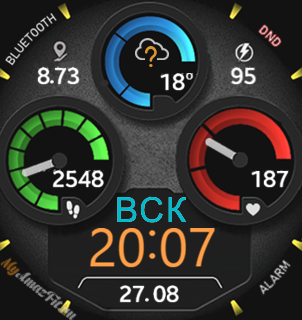 BLUETOOTH
DND
?
8.73
18°
95
2548
187
ВСК
20:07
27.08
MyAmazfit.ru
ALARM